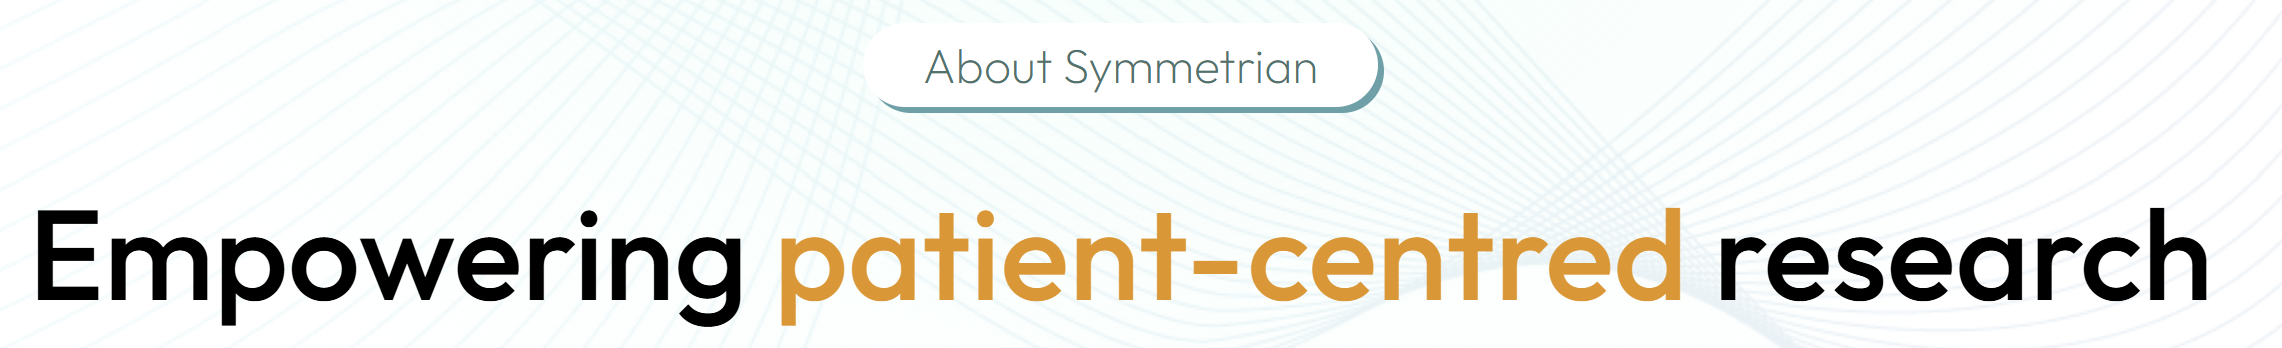 About Symmetrian
Empowering patient-centred research